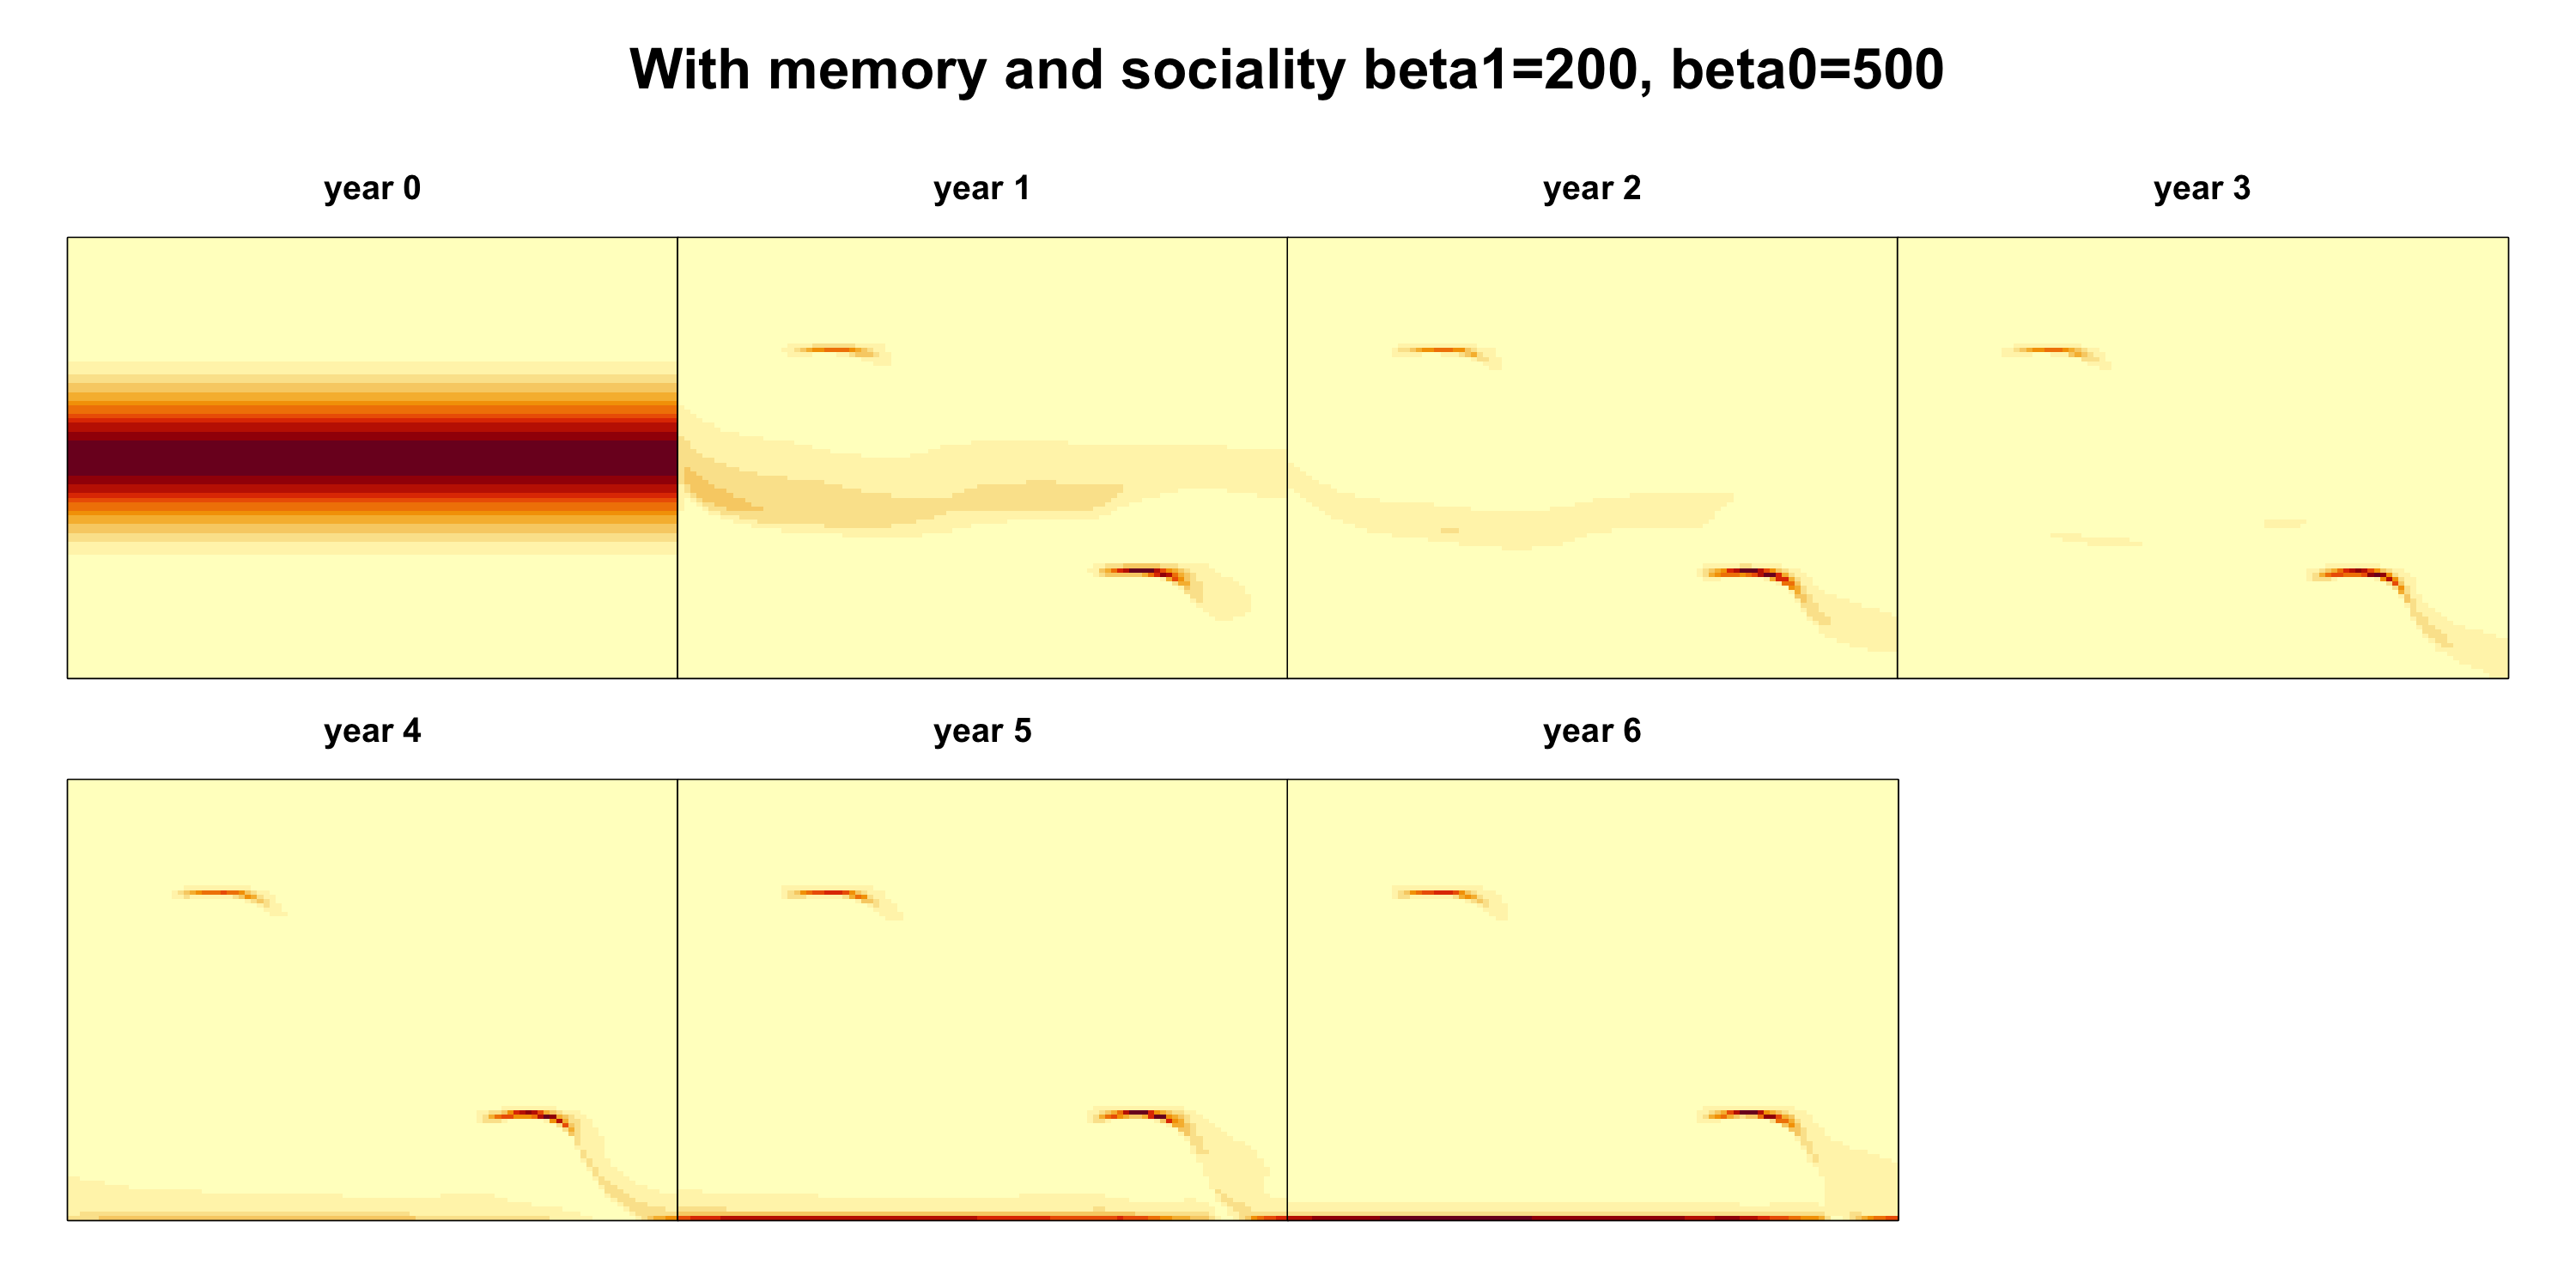 With memory and sociality beta1=200, beta0=500
year 0
year 1
year 2
year 3
year 4
year 5
year 6